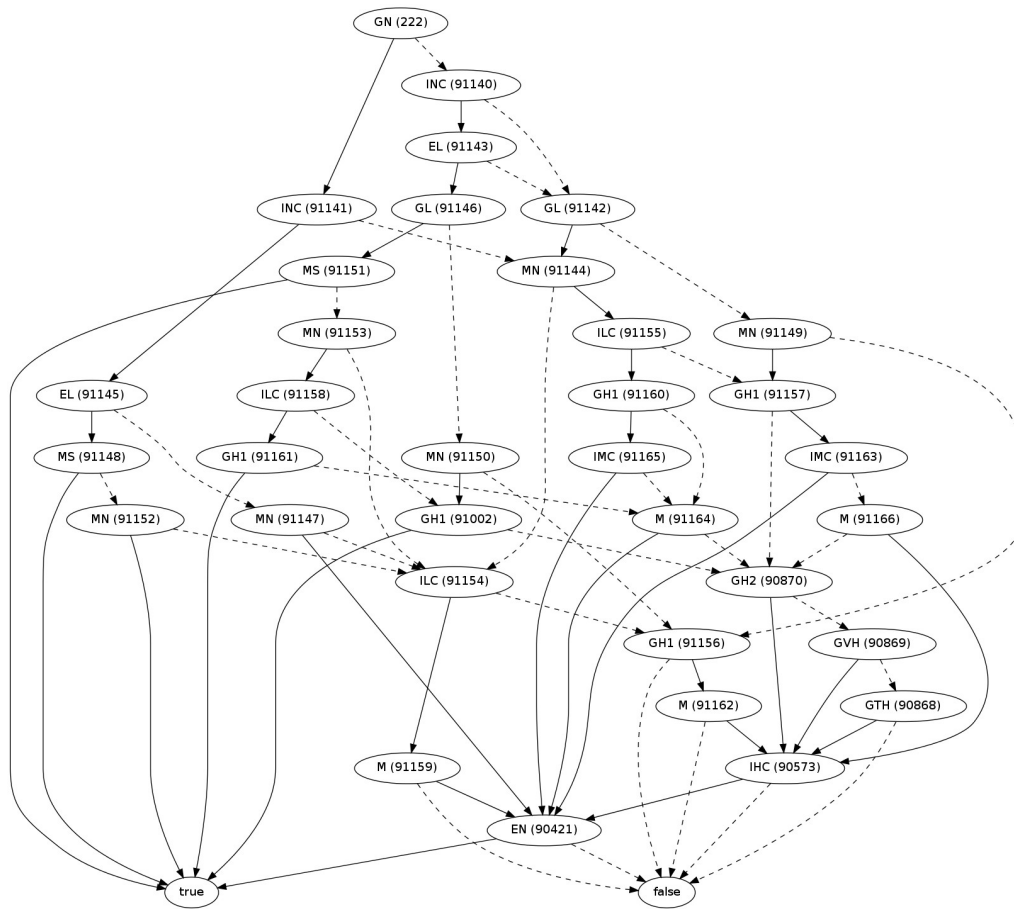 GN (222)
INC (91140)
EL (91143)
INC (91141)
GL (91146)
GL (91142)
MS (91151)
MN (91144)
MN (91153)
ILC (91155)
MN (91149)
EL (91145)
ILC (91158)
GH1 (91160)
GH1 (91157)
MS (91148)
GH1 (91161)
MN (91150)
IMC (91165)
IMC (91163)
MN (91152)
MN (91147)
GH1 (91002)
M (91164)
M (91166)
ILC (91154)
GH2 (90870)
GH1 (91156)
GVH (90869)
M (91162)
GTH (90868)
M (91159)
IHC (90573)
EN (90421)
true
false